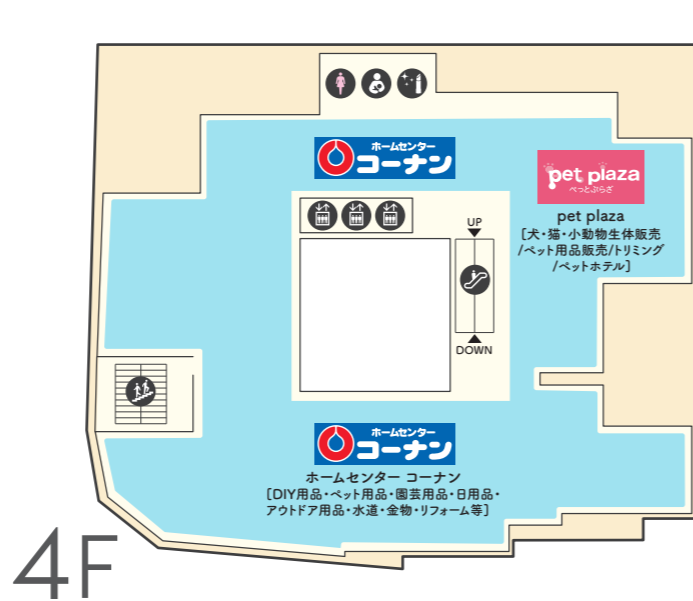 ホームセンター
コーナン
pet plaza
ぺっとぷらざ
pet plaza
[犬・猫・小動物生体販売
/ペット用品販売/トリミング
/ペットホテル]
UP
DOWN
ホームセンター
コーナン
ホームセンター コーナン
[DIY用品・ペット用品・園芸用品・日用品・
アウトドア用品・水道・金物・リフォーム等]
4F